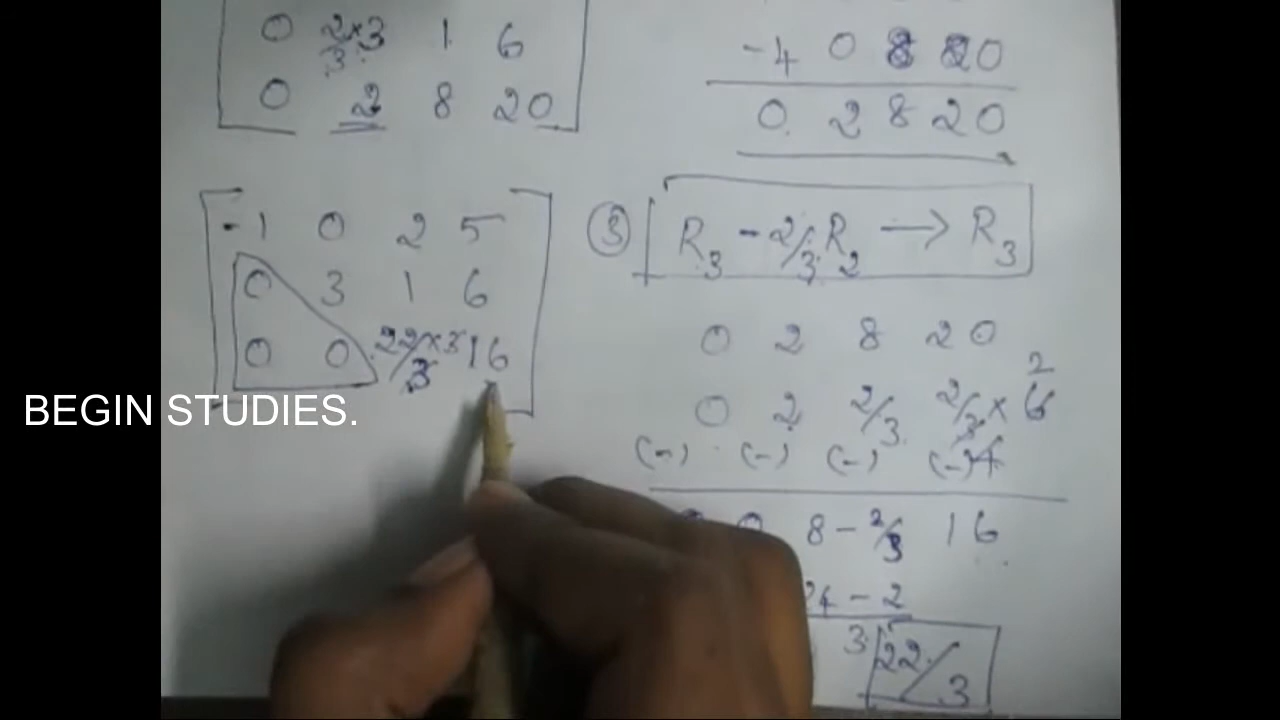 0 2/3×3 1 6
0 2 8 20
-4 0 8 20
0 2 8 20
-1 0 2 5
0 3 1 6
0 0 22/3×3 16
③ R3 - 2/3 R2 → R3
0 2 8 20
2
0 2 2/3 2/3 × 6
(-) (-) (-) (-)4
0 8 - 2/3 16
24 - 2
3
22/3
BEGIN STUDIES.